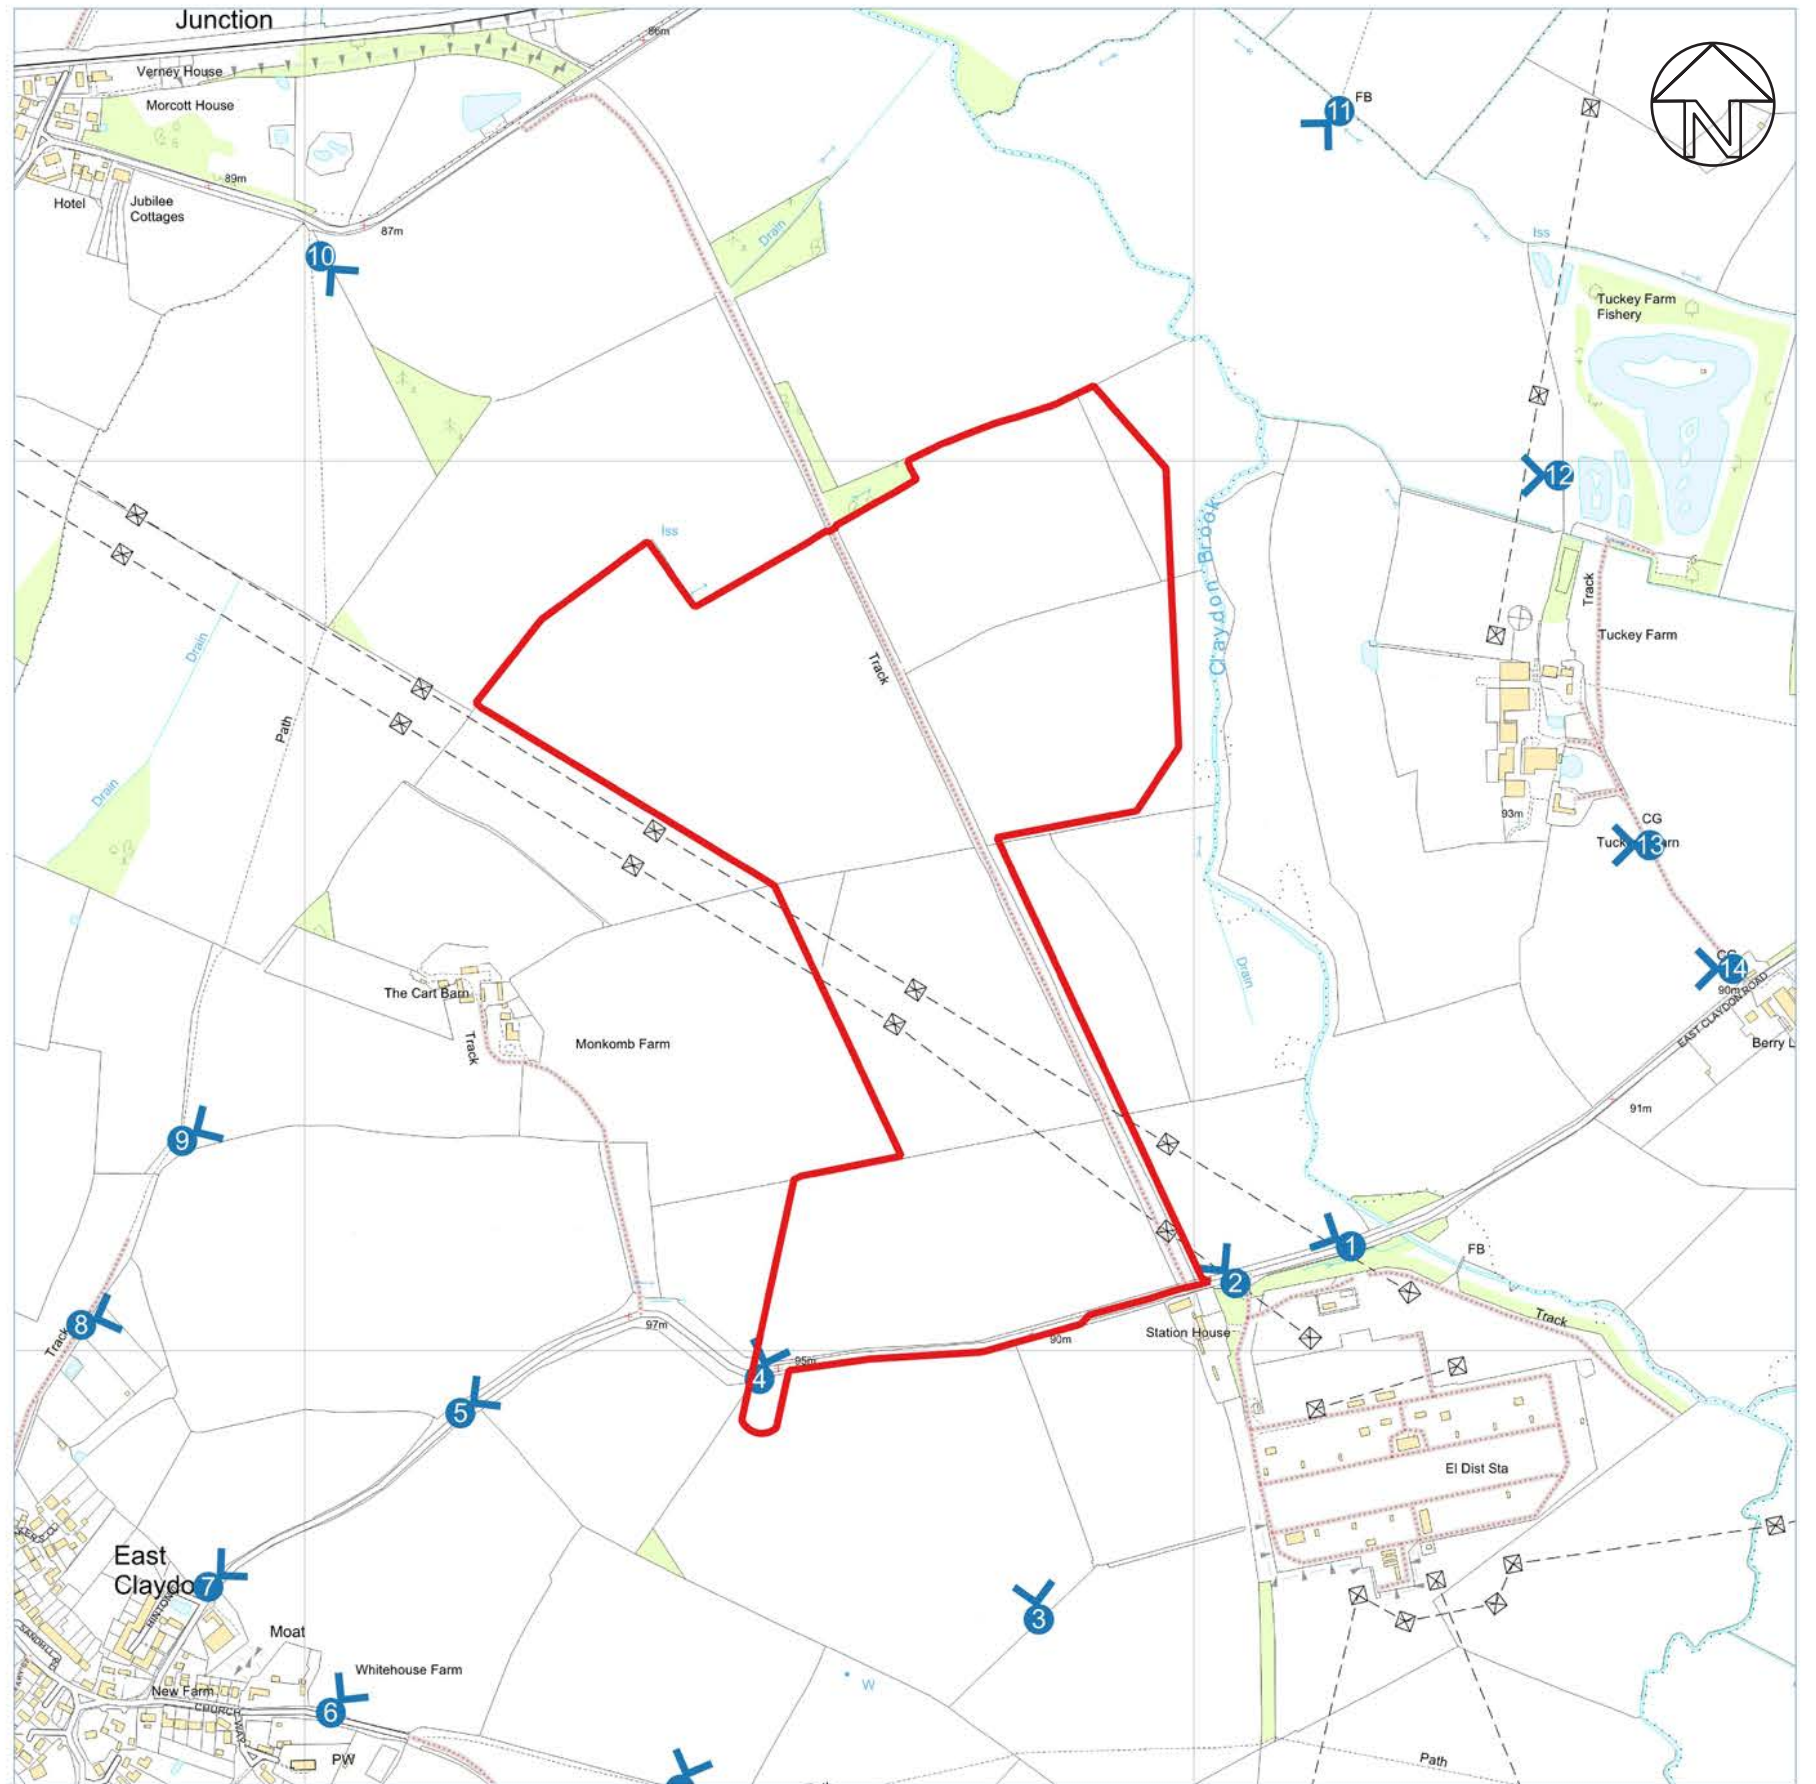 Junction
86m
Verney House
Morcott House
FB
11
N
89m
Hotel
Jubilee
Cottages
87m
Drain
Iss
10
Tuckey Farm
Fishery
12
Iss
Claydon Brook
Track
Tuckey Farm
Track
Drain
Path
Drain
93m
CG
13
14
90m
EAST CLAYDON ROAD
The Cart Barn
Track
Monkomb Farm
Drain
91m
9
1
FB
2
8
Track
97m
Station House
90m
Track
95m
4
5
El Dist Sta
East
7
HINTON
3
Moat
W
Whitehouse Farm
New Farm
CHURCH
WAY
6
PW
Path